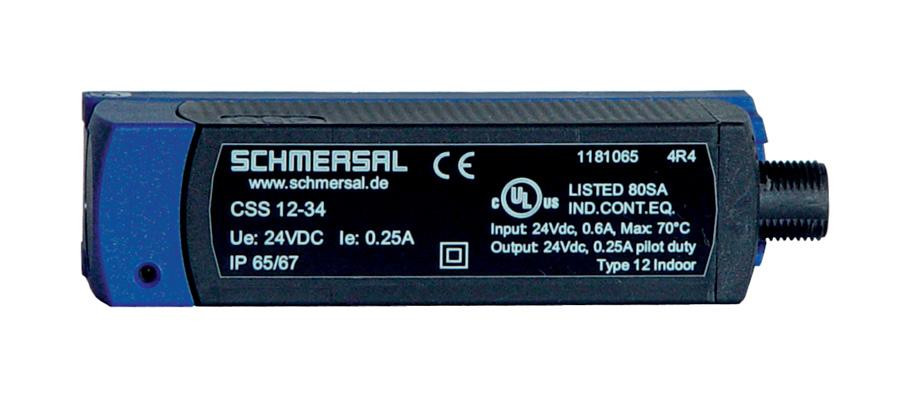 SCHMERSAL
www.schmersal.de
CSS 12-34
Ue: 24VDC Ie: 0.25A
IP 65/67
CE
1181065 4R4
c UL US
LISTED 80SA
IND.CONT.EQ.
Input: 24Vdc, 0.6A, Max: 70°C
Output: 24Vdc, 0.25A pilot duty
Type 12 Indoor